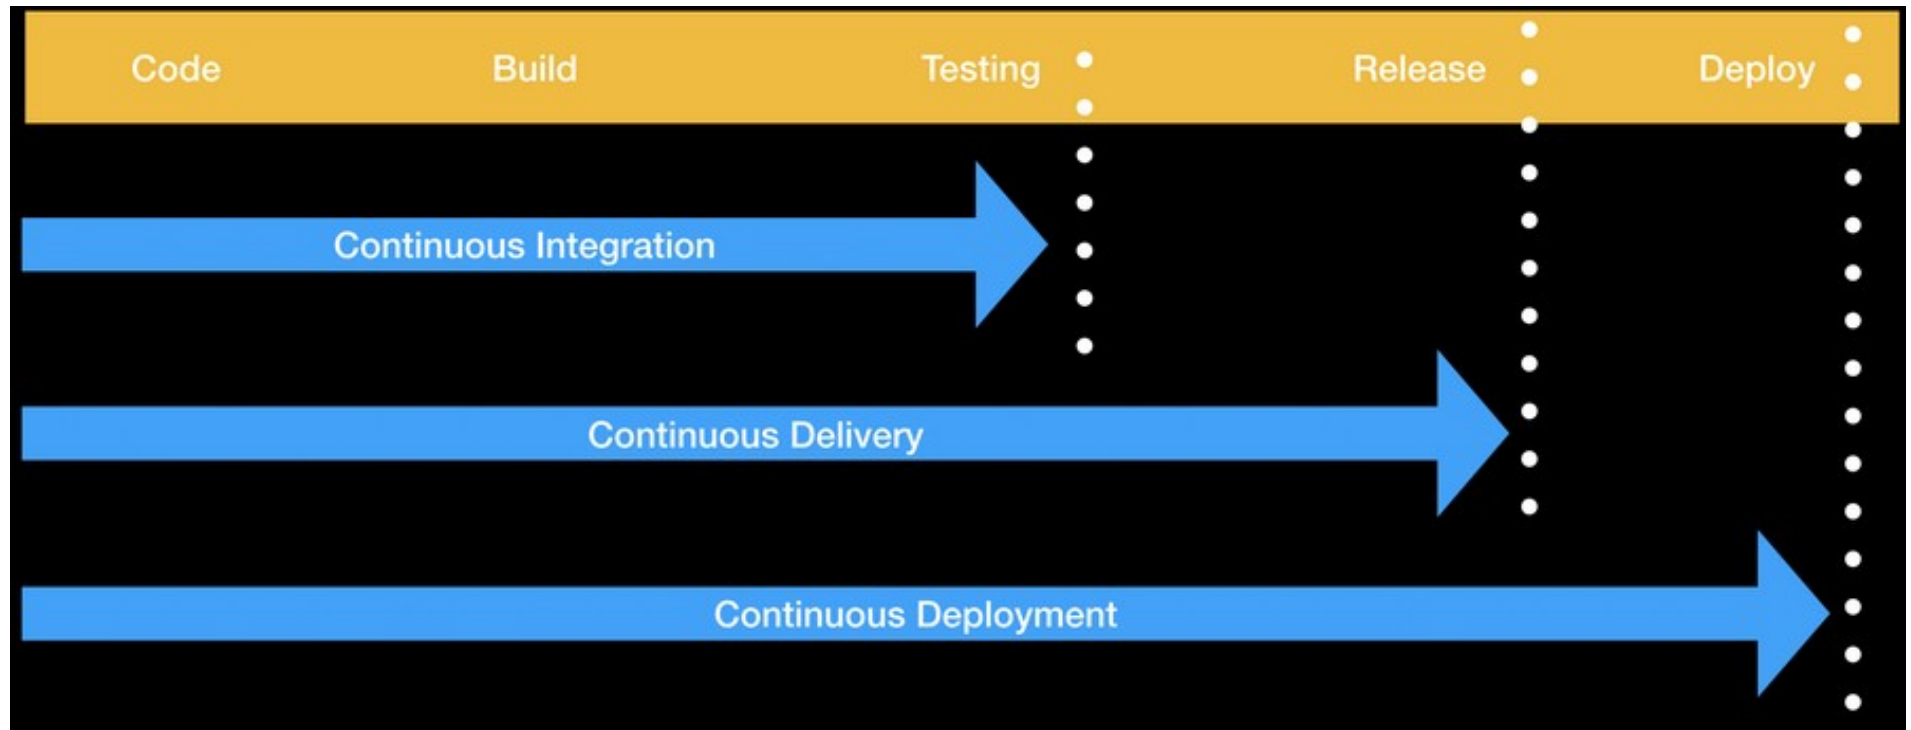 Code Build Testing Release Deploy
Continuous Integration
Continuous Delivery
Continuous Deployment